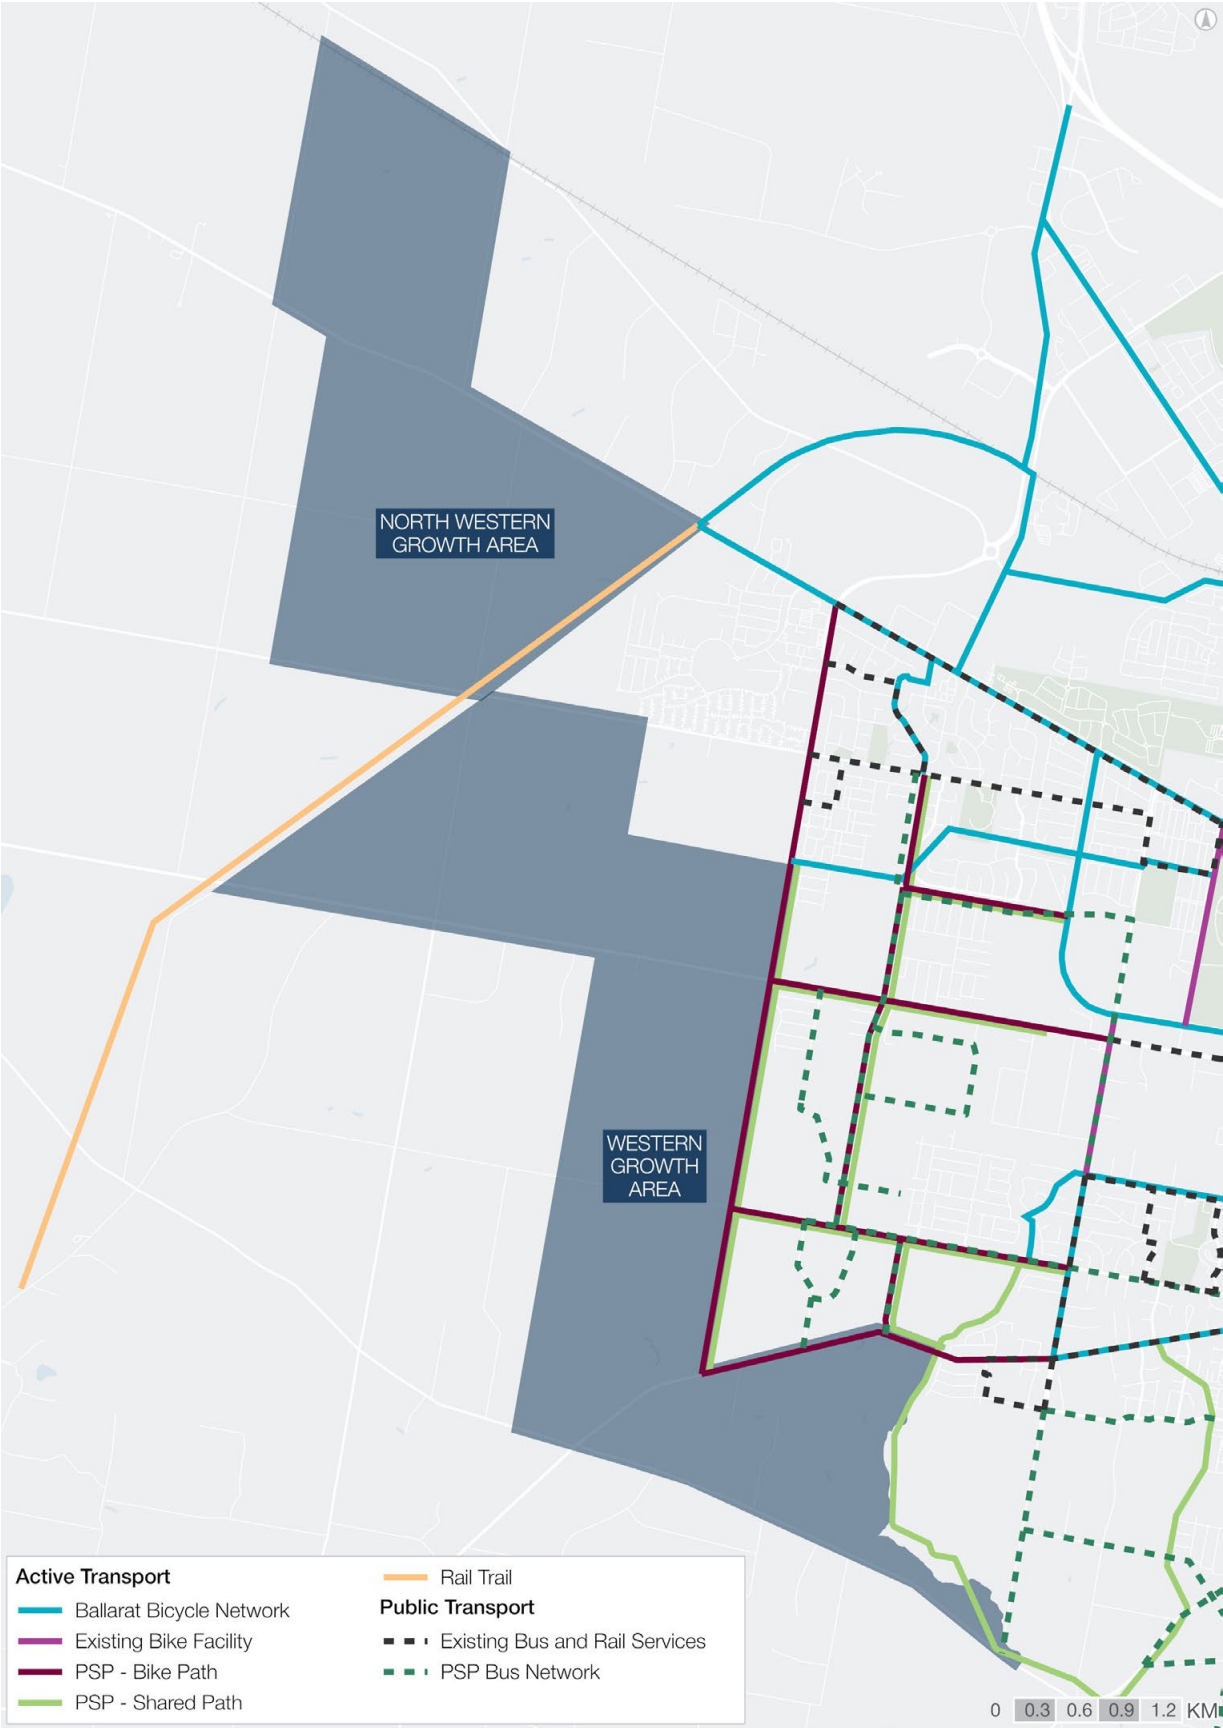 NORTH WESTERN
GROWTH AREA
WESTERN
GROWTH
AREA
Active Transport
Ballarat Bicycle Network
Existing Bike Facility
PSP - Bike Path
PSP - Shared Path
Rail Trail
Public Transport
Existing Bus and Rail Services
PSP Bus Network
0 0.3 0.6 0.9 1.2 KM